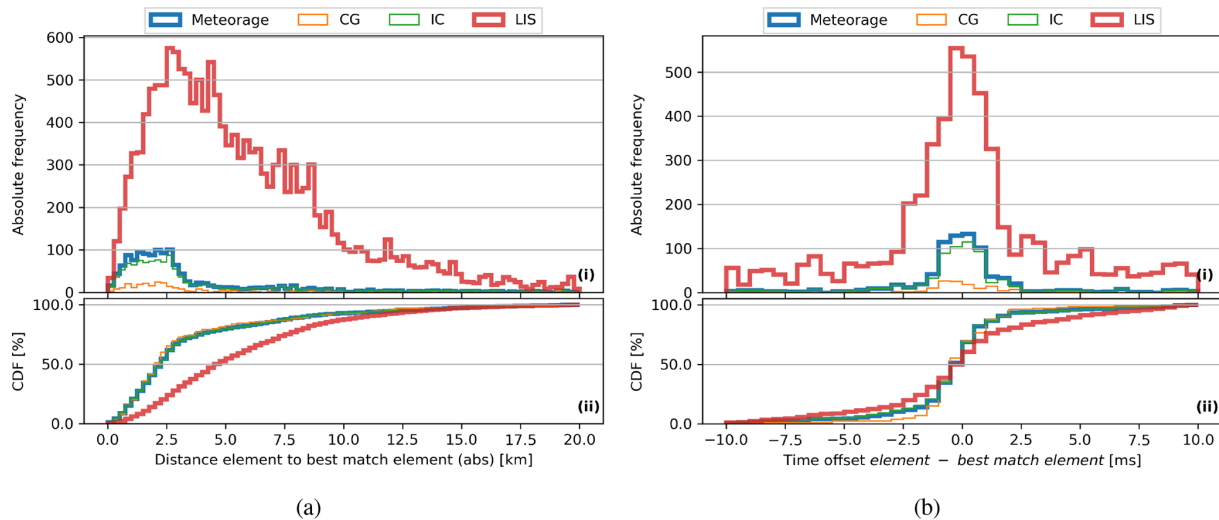 Meteorage CG IC LIS
600
500
400
300
200
100
0
Absolute frequency
(i)
100.0
50.0
0.0
CDF [%]
(ii)
0.0 2.5 5.0 7.5 10.0 12.5 15.0 17.5 20.0
Distance element to best match element (abs) [km]
(a)
Meteorage CG IC LIS
500
400
300
200
100
0
Absolute frequency
(i)
100.0
50.0
0.0
CDF [%]
(ii)
−10.0 −7.5 −5.0 −2.5 0.0 2.5 5.0 7.5 10.0
Time offset element − best match element [ms]
(b)